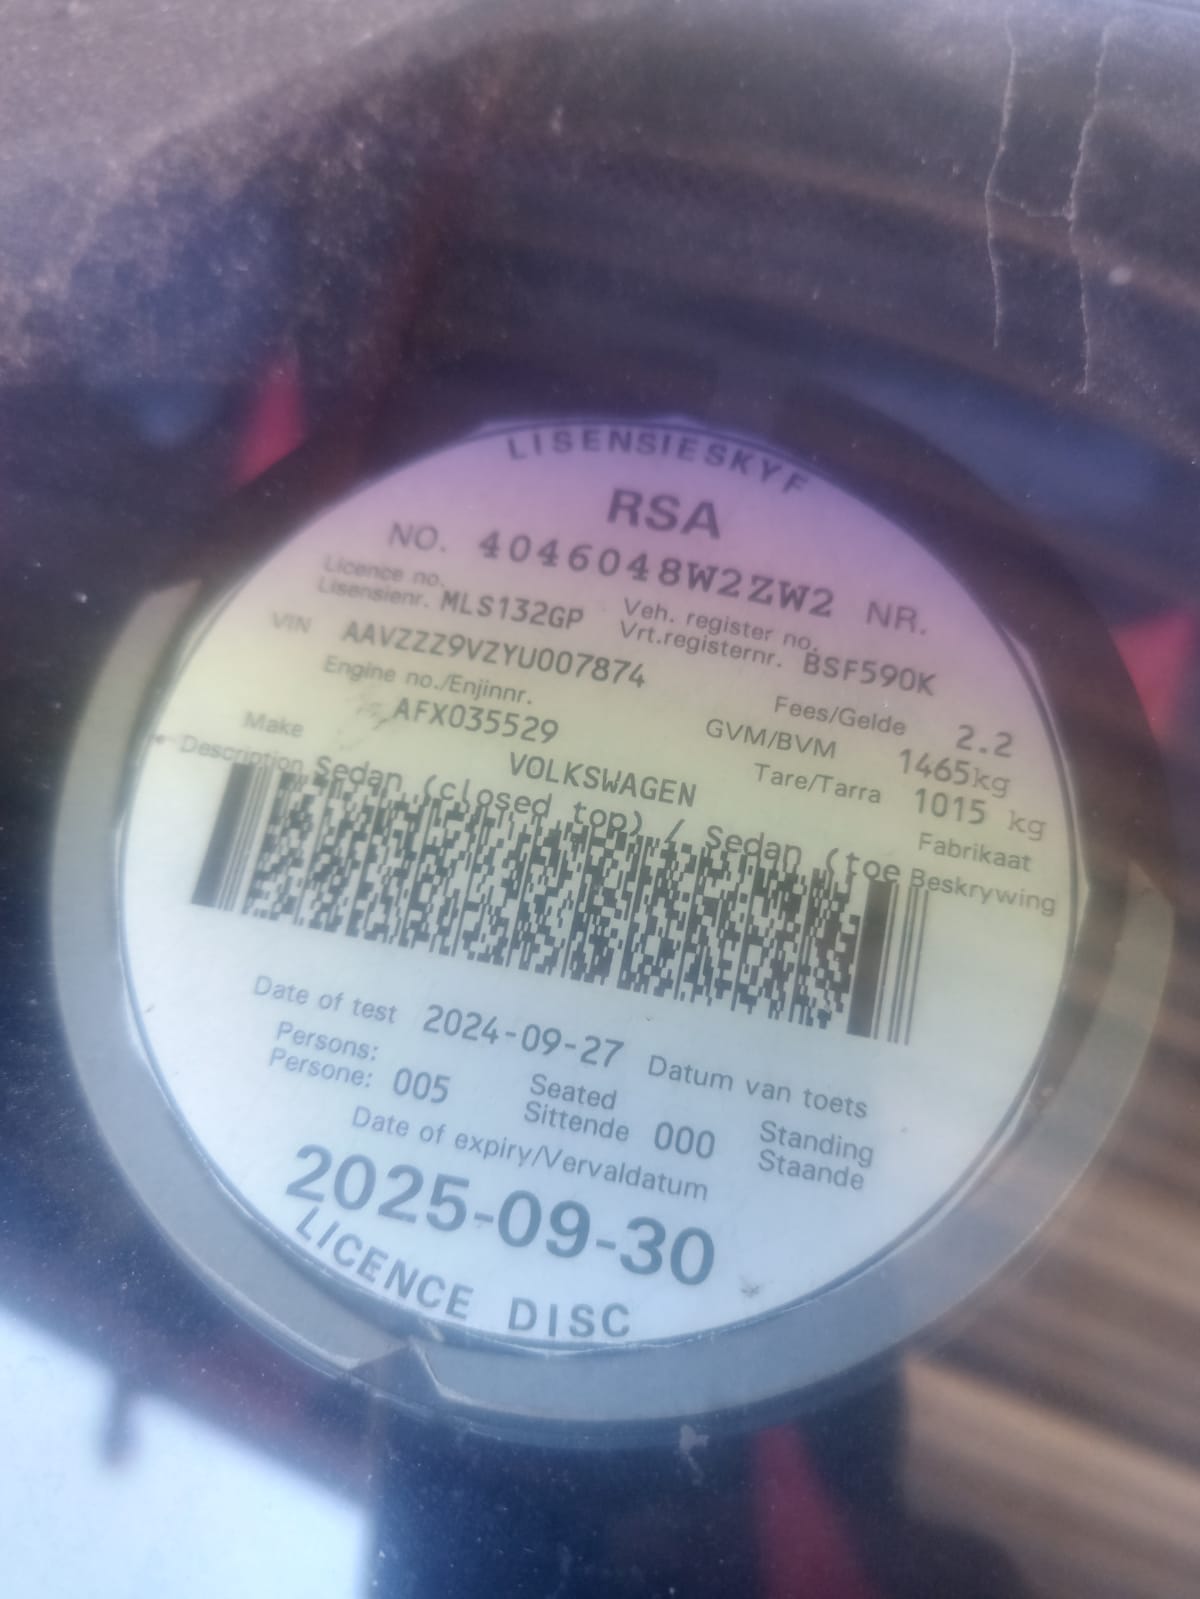 LISENSIESKYF
RSA
NO. 4046048W2ZW2 NR.
Licence no.
Lisensienr. MLS132GP
Veh. register no.
Vrt.registernr. BSF590K
VIN AAVZZZ9VZYU007874
Engine no./Enjinnr.
AFX035529
Fees/Gelde 2.2
GVM/BVM 1465kg
Tare/Tarra 1015 kg
Make VOLKSWAGEN Fabrikaat
Description Sedan (closed top) / Sedan (toe Beskrywing
Date of test 2024-09-27 Datum van toets
Persons:
Persone: 005
Seated
Sittende 000
Standing
Staande
Date of expiry/Vervaldatum
2025-09-30
LICENCE DISC